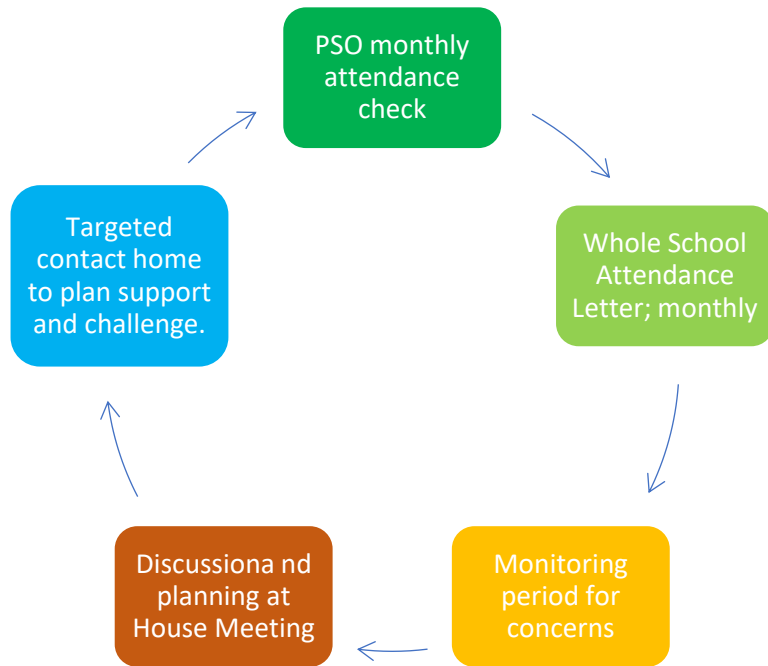 PSO monthly
attendance
check
Whole School
Attendance
Letter; monthly
Monitoring
period for
concerns
Discussiona nd
planning at
House Meeting
Targeted
contact home
to plan support
and challenge.